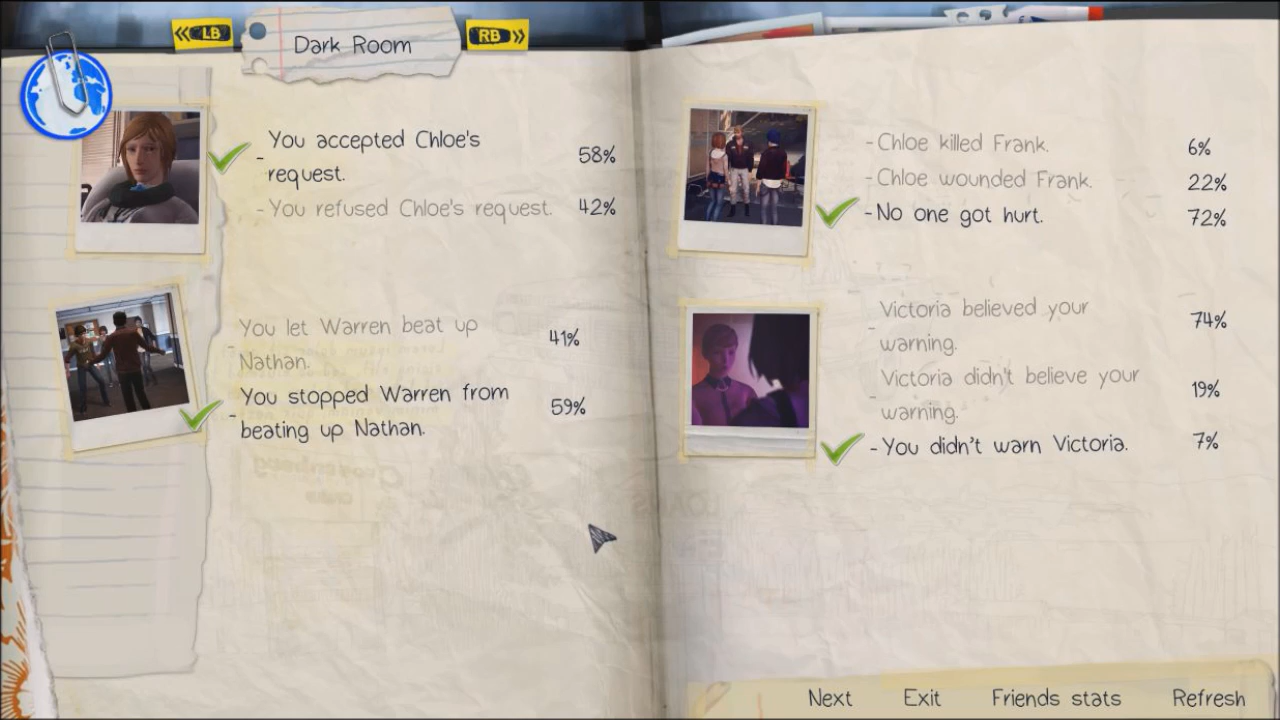 LB
Dark Room
RB
You accepted Chloe's
- request.
58%
- You refused Chloe's request.
42%
You let Warren beat up
- Nathan.
41%
You stopped Warren from
- beating up Nathan.
59%
- Chloe killed Frank.
6%
- Chloe wounded Frank.
22%
- No one got hurt.
72%
Victoria believed your
- warning.
74%
Victoria didn't believe your
- warning.
19%
- You didn't warn Victoria.
7%
Next
Exit
Friends stats
Refresh